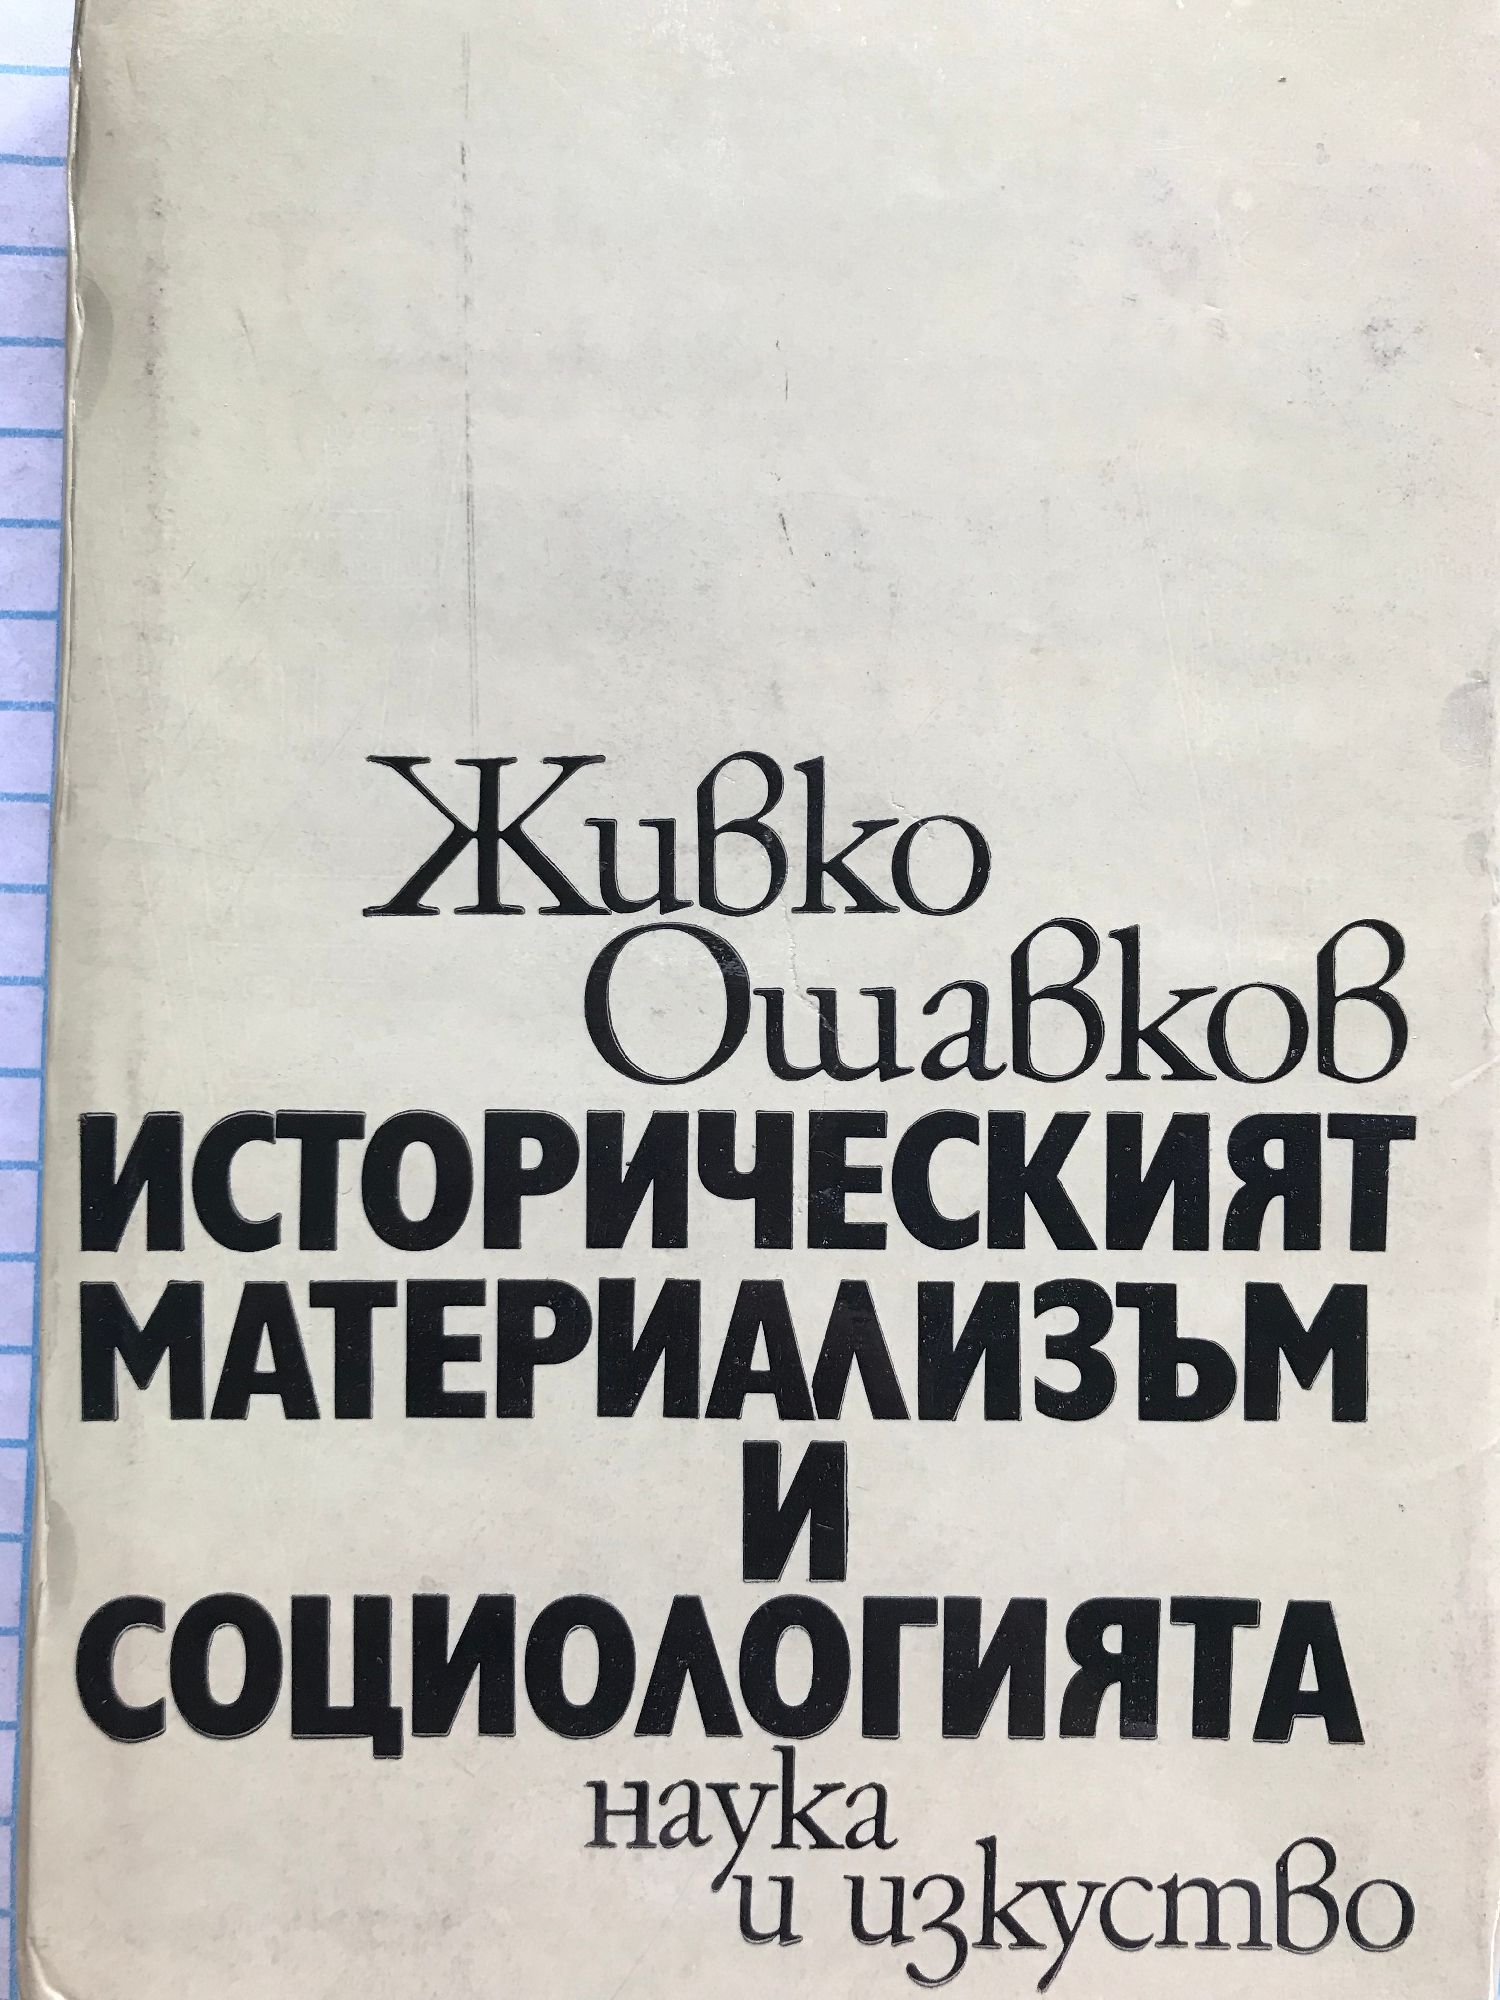 Живко
Ошавков
ИСТОРИЧЕСКИЯТ
МАТЕРИАЛИЗЪМ
И
СОЦИОЛОГИЯТА
наука
и изкуство